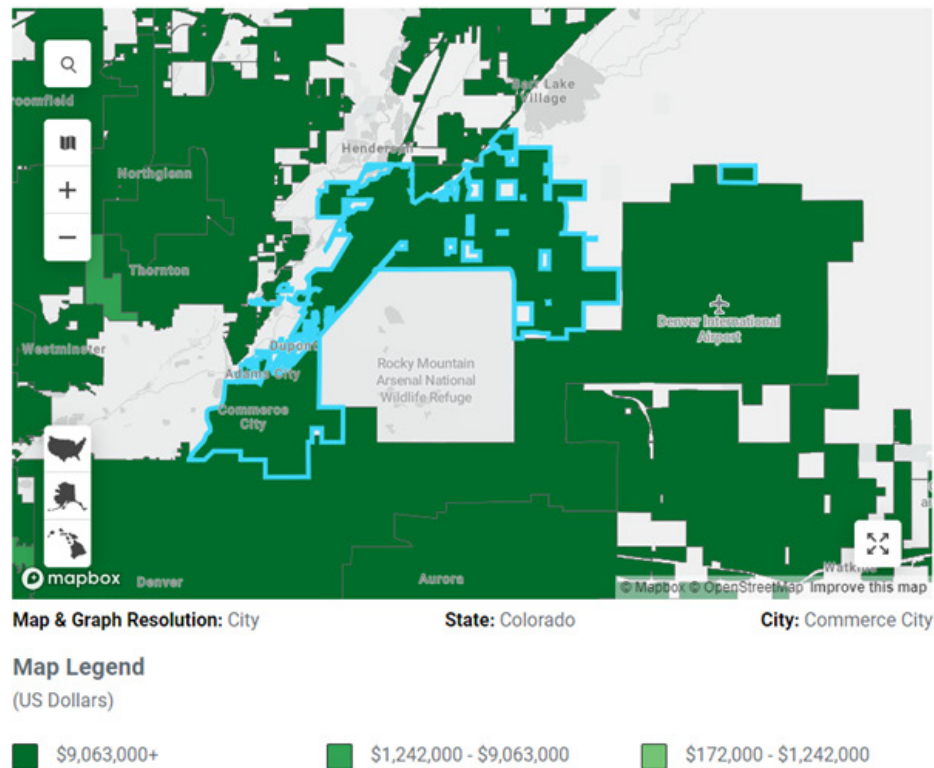 Barr Lake
Village
roomfield
Henderson
Northglenn
Thornton
Denver International
Airport
Westminster
Dupont
Rocky Mountain
Arsenal National
Wildlife Refuge
Adams City
Commerce
City
mapbox
Denver
Aurora
Watkins
© Mapbox © OpenStreetMap Improve this map
Map & Graph Resolution: City State: Colorado City: Commerce City
Map Legend
(US Dollars)
$9,063,000+ $1,242,000 - $9,063,000 $172,000 - $1,242,000